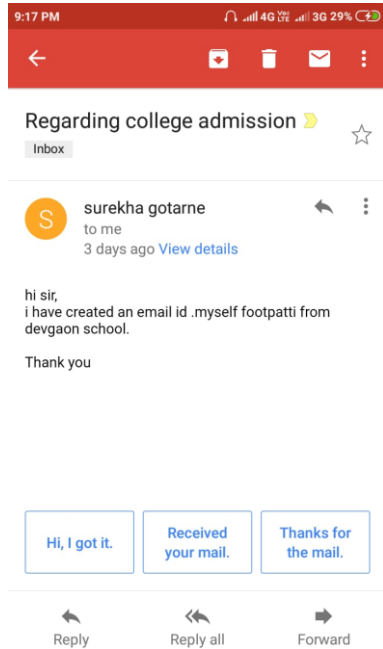 9:17 PM 4G VoLTE 3G 29%
Regarding college admission
Inbox
S
surekha gotarne
to me
3 days ago View details
hi sir,
i have created an email id .myself footpatti from
devgaon school.
Thank you
Hi, I got it.
Received
your mail.
Thanks for
the mail.
Reply
Reply all
Forward